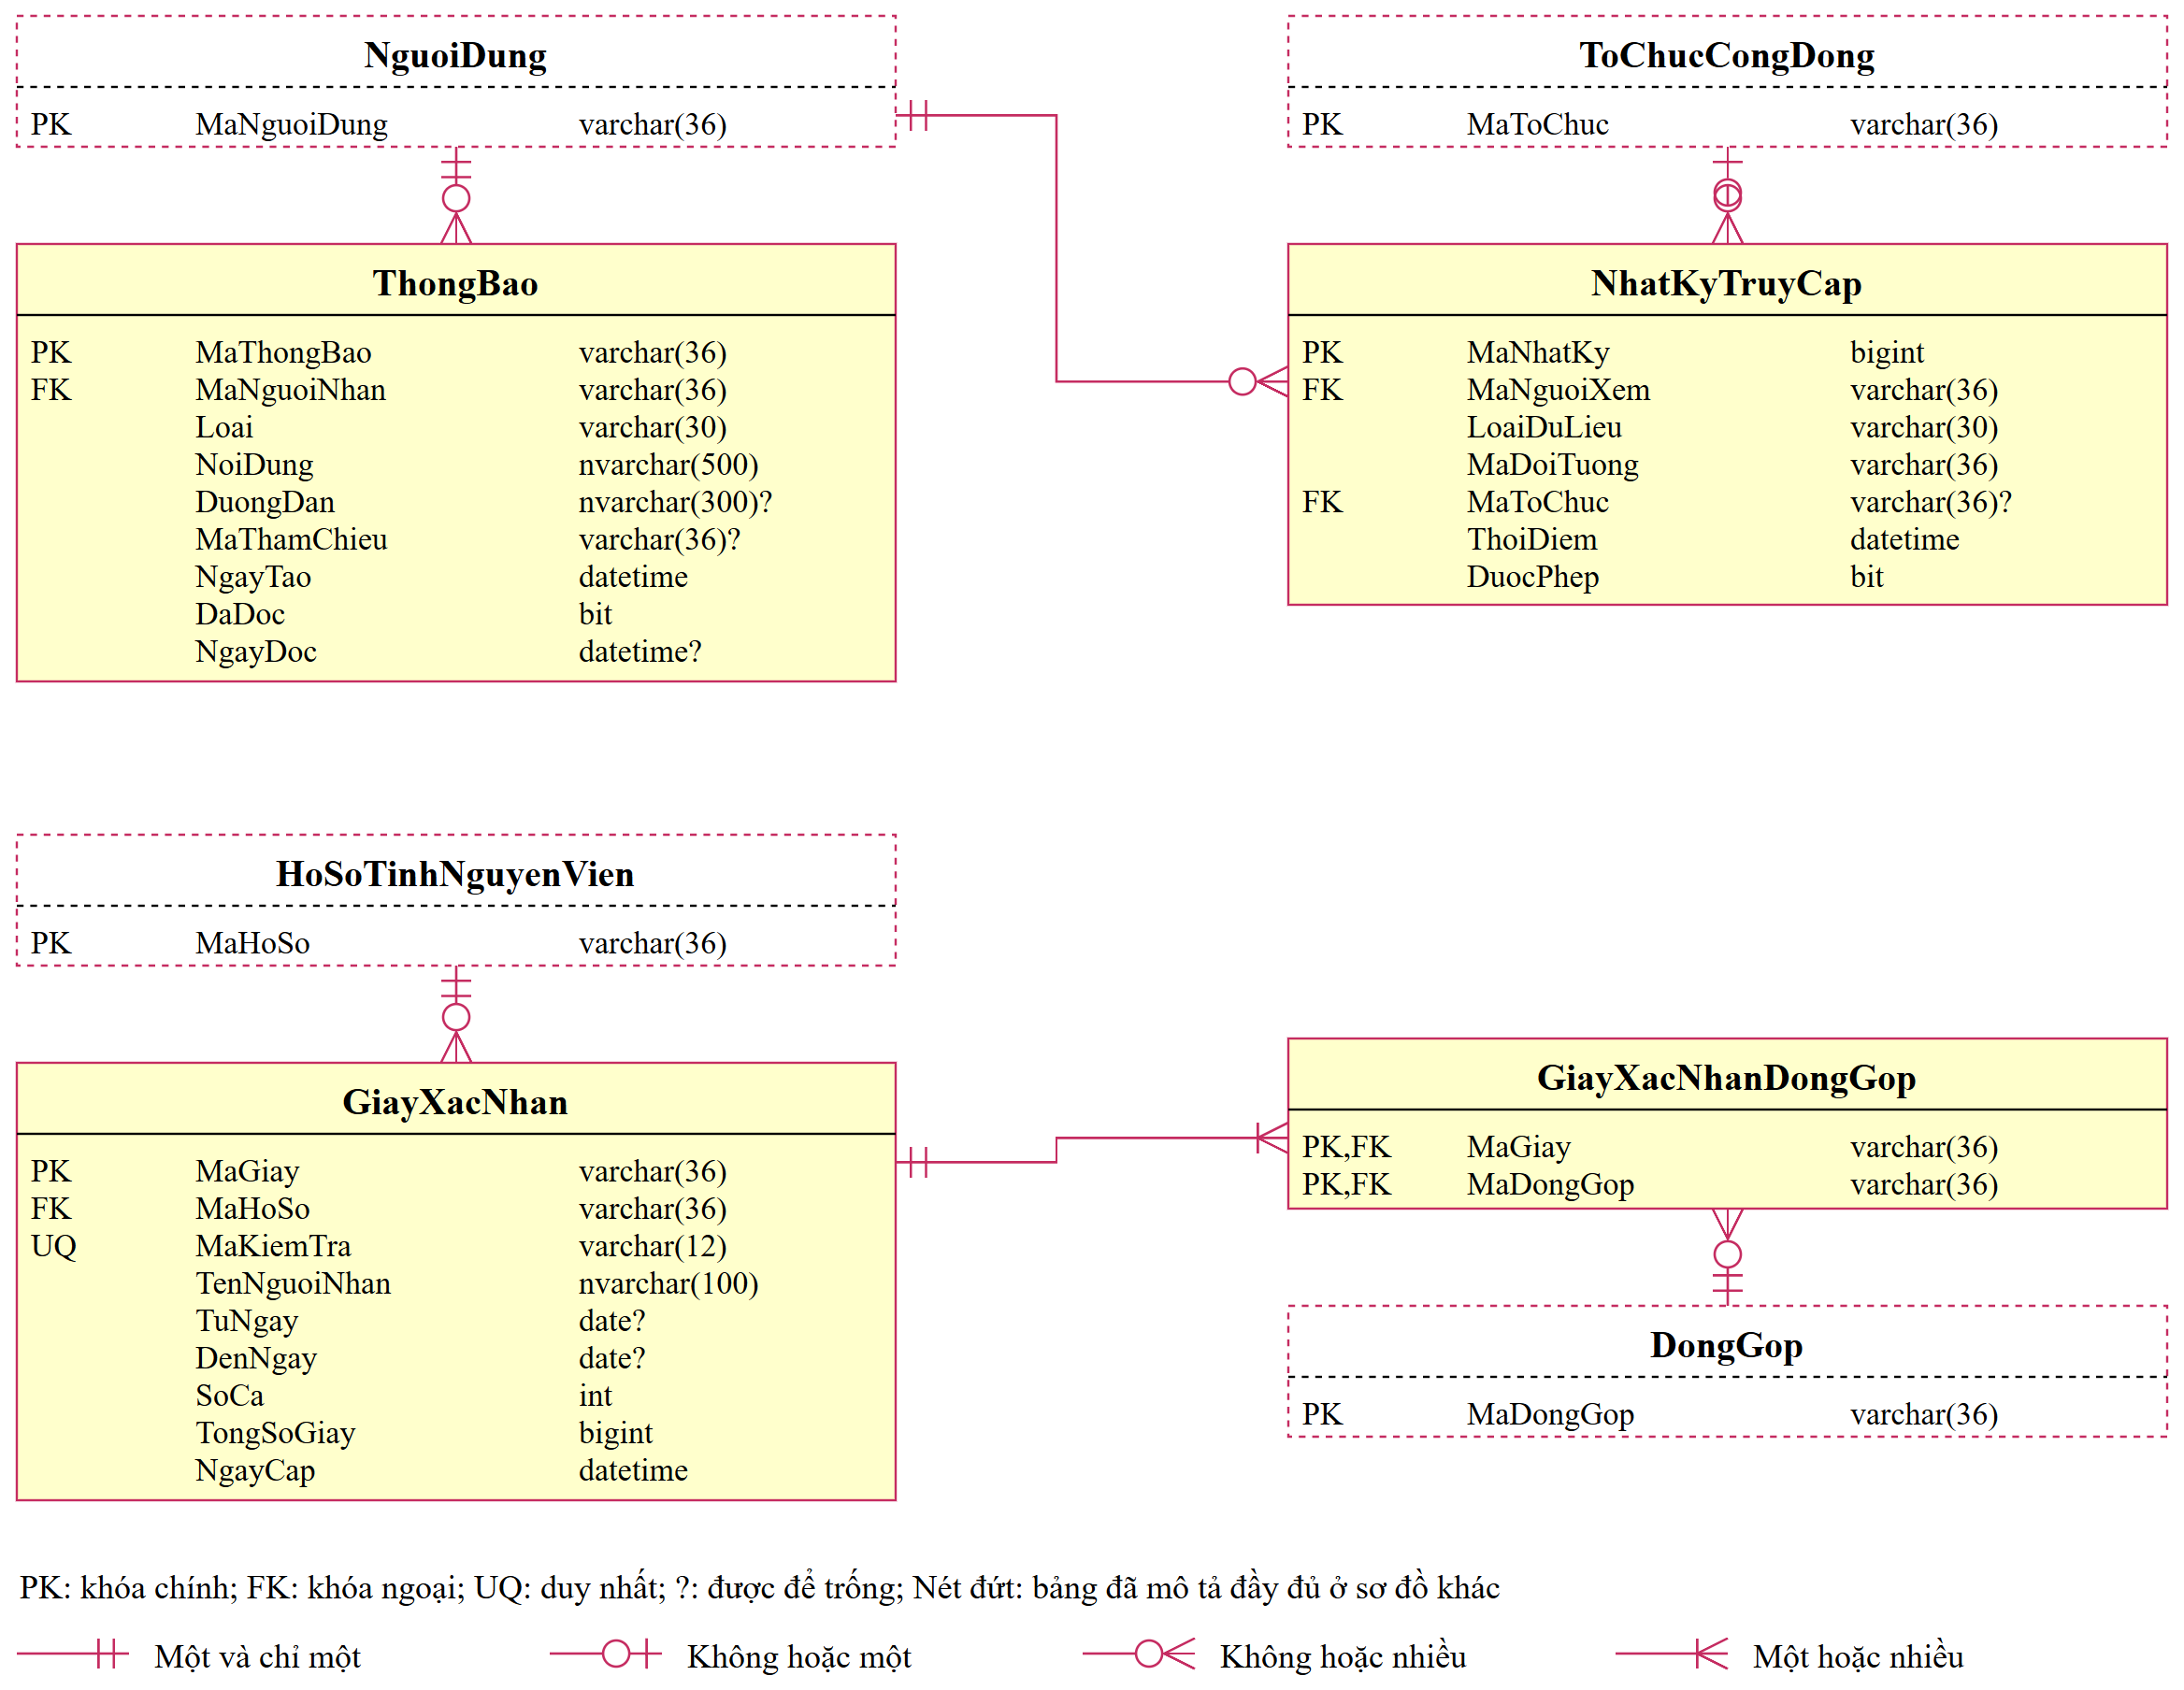 NguoiDung
PK MaNguoiDung varchar(36)
ToChucCongDong
PK MaToChuc varchar(36)
ThongBao
PK MaThongBao varchar(36)
FK MaNguoiNhan varchar(36)
Loai varchar(30)
NoiDung nvarchar(500)
DuongDan nvarchar(300)?
MaThamChieu varchar(36)?
NgayTao datetime
DaDoc bit
NgayDoc datetime?
NhatKyTruyCap
PK MaNhatKy bigint
FK MaNguoiXem varchar(36)
LoaiDuLieu varchar(30)
MaDoiTuong varchar(36)
FK MaToChuc varchar(36)?
ThoiDiem datetime
DuocPhep bit
HoSoTinhNguyenVien
PK MaHoSo varchar(36)
GiayXacNhan
PK MaGiay varchar(36)
FK MaHoSo varchar(36)
UQ MaKiemTra varchar(12)
TenNguoiNhan nvarchar(100)
TuNgay date?
DenNgay date?
SoCa int
TongSoGiay bigint
NgayCap datetime
GiayXacNhanDongGop
PK,FK MaGiay varchar(36)
PK,FK MaDongGop varchar(36)
DongGop
PK MaDongGop varchar(36)
PK: khóa chính; FK: khóa ngoại; UQ: duy nhất; ?: được để trống; Nét đứt: bảng đã mô tả đầy đủ ở sơ đồ khác
Một và chỉ một
Không hoặc một
Không hoặc nhiều
Một hoặc nhiều